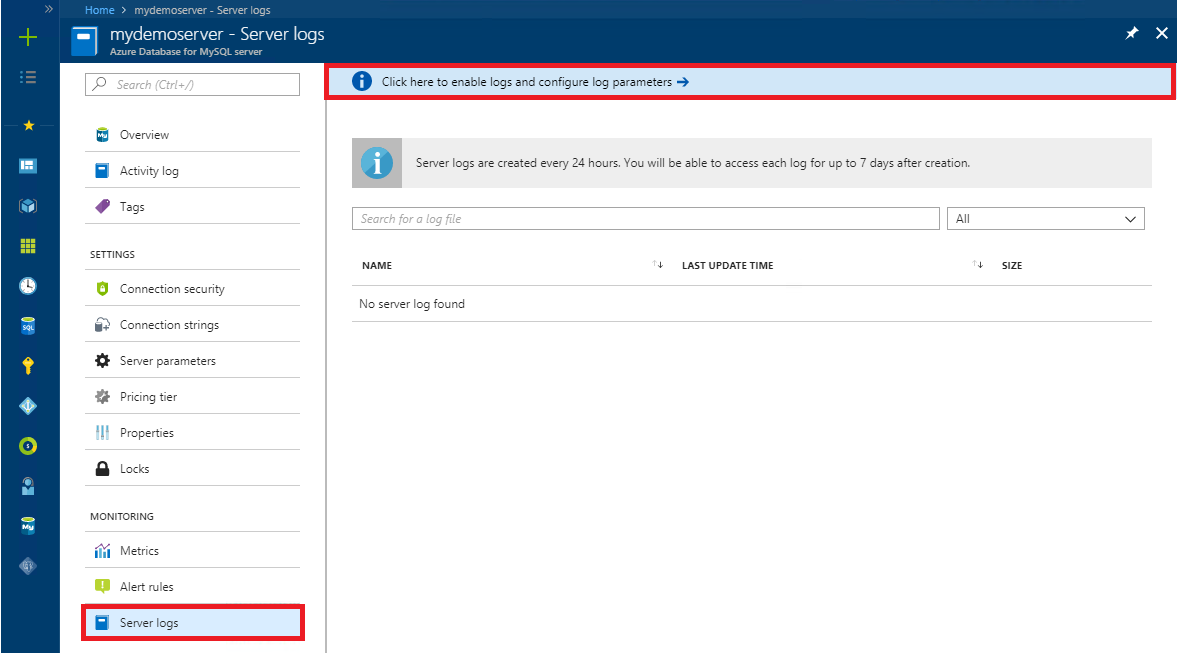 Home > mydemoserver - Server logs
mydemoserver - Server logs
Azure Database for MySQL server
Search (Ctrl+/)
Overview
Activity log
Tags
SETTINGS
Connection security
Connection strings
Server parameters
Pricing tier
Properties
Locks
MONITORING
Metrics
Alert rules
Server logs
Click here to enable logs and configure log parameters →
Server logs are created every 24 hours. You will be able to access each log for up to 7 days after creation.
Search for a log file
All
NAME LAST UPDATE TIME SIZE
No server log found
SQL
My
My